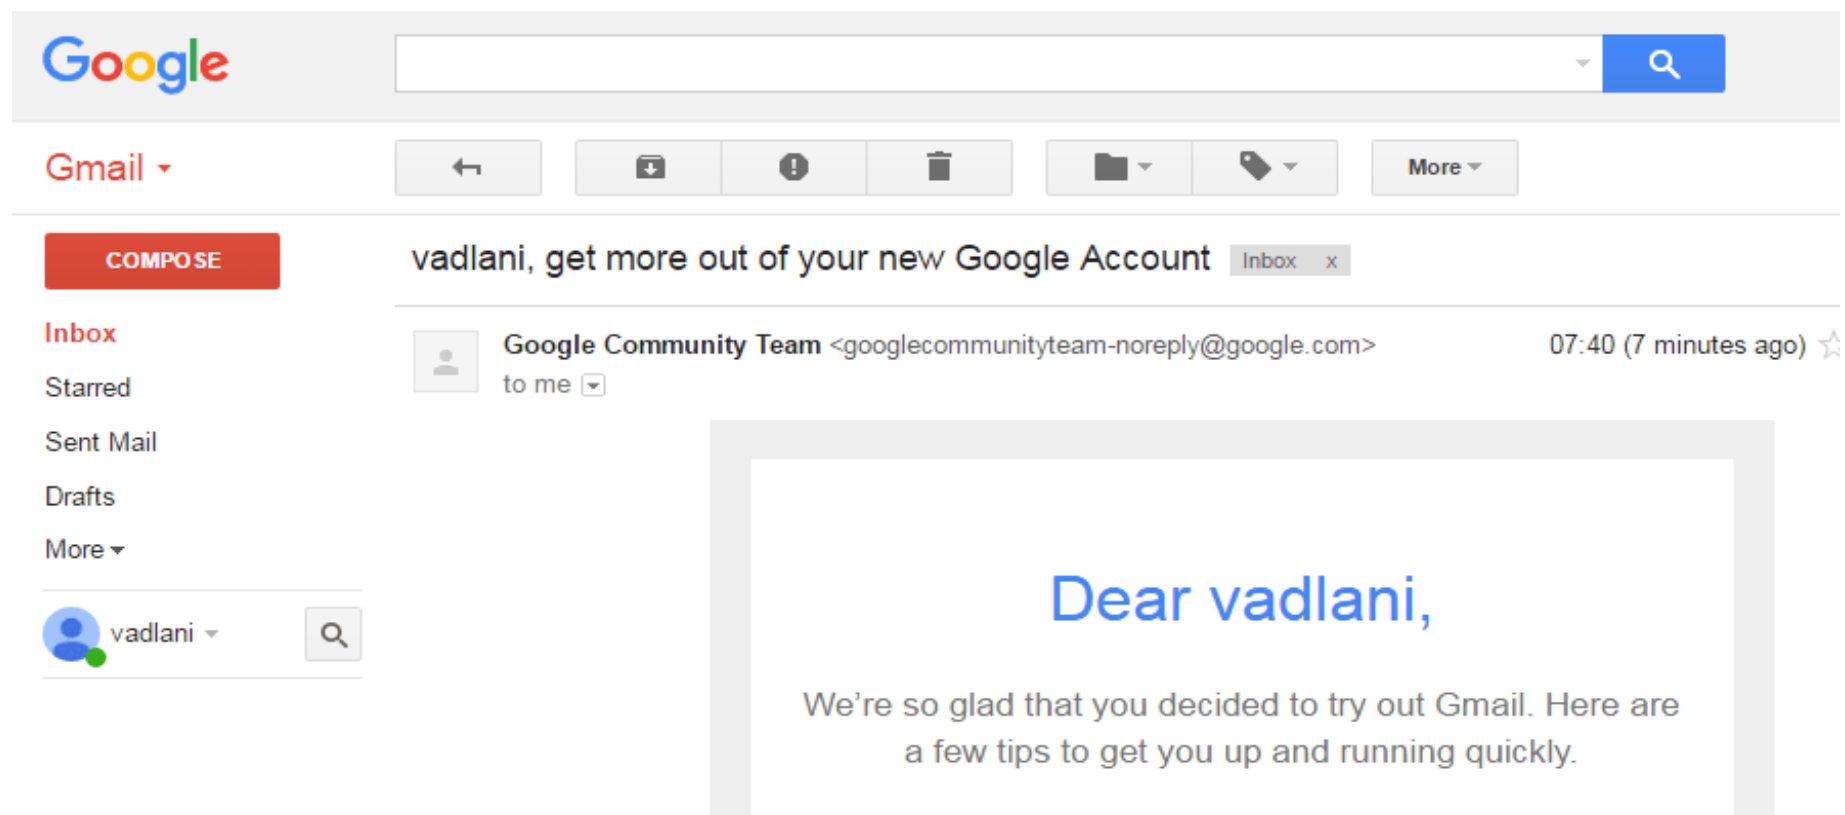 Google
Gmail
More
COMPOSE
vadlani, get more out of your new Google Account Inbox x
Inbox
Google Community Team <googlecommunityteam-noreply@google.com> 07:40 (7 minutes ago)
to me
Starred
Sent Mail
Drafts
More
vadlani
Dear vadlani,
We're so glad that you decided to try out Gmail. Here are
a few tips to get you up and running quickly.